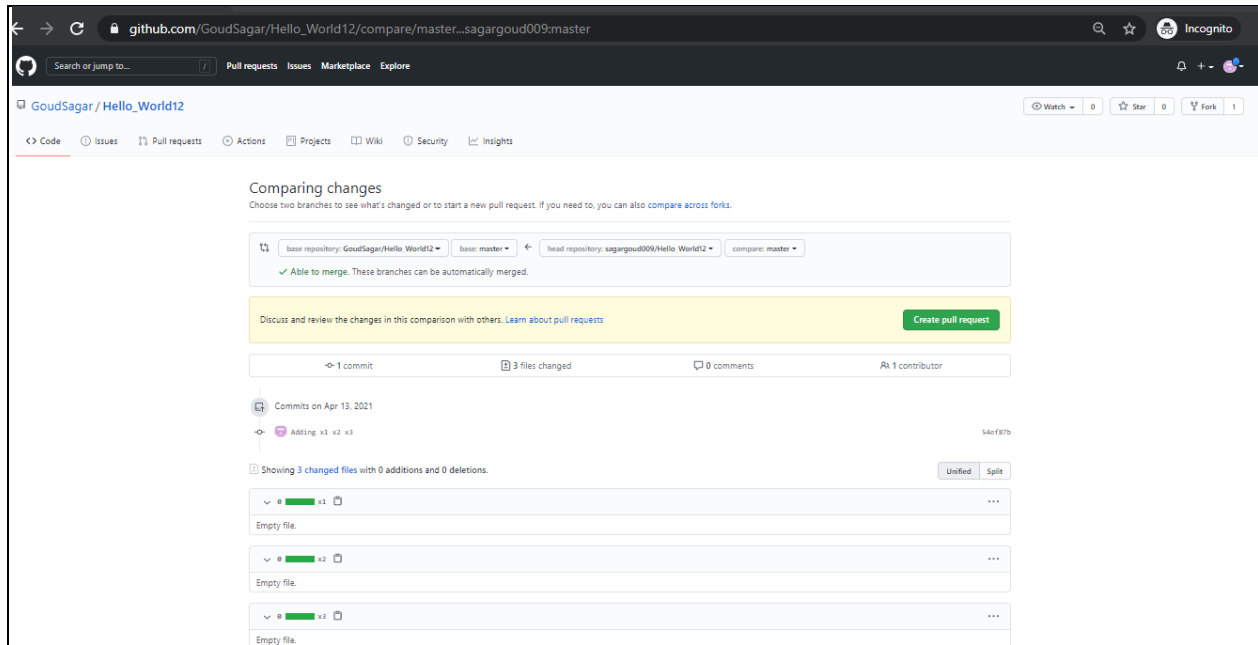 github.com/GoudSagar/Hello_World12/compare/master...sagargoud009:master Incognito
Search or jump to... / Pull requests Issues Marketplace Explore
GoudSagar / Hello_World12 Watch 0 Star 0 Fork 1
Code Issues Pull requests Actions Projects Wiki Security Insights
Comparing changes
Choose two branches to see what's changed or to start a new pull request. If you need to, you can also compare across forks.
base repository: GoudSagar/Hello_World12 base: master ← head repository: sagargoud009/Hello_World12 compare: master
✓ Able to merge. These branches can be automatically merged.
Discuss and review the changes in this comparison with others. Learn about pull requests Create pull request
1 commit 3 files changed 0 comments 1 contributor
Commits on Apr 13, 2021
Adding x1 x2 x3 54ef87b
Showing 3 changed files with 0 additions and 0 deletions. Unified Split
0 x1 ...
Empty file.
0 x2 ...
Empty file.
0 x3 ...
Empty file.